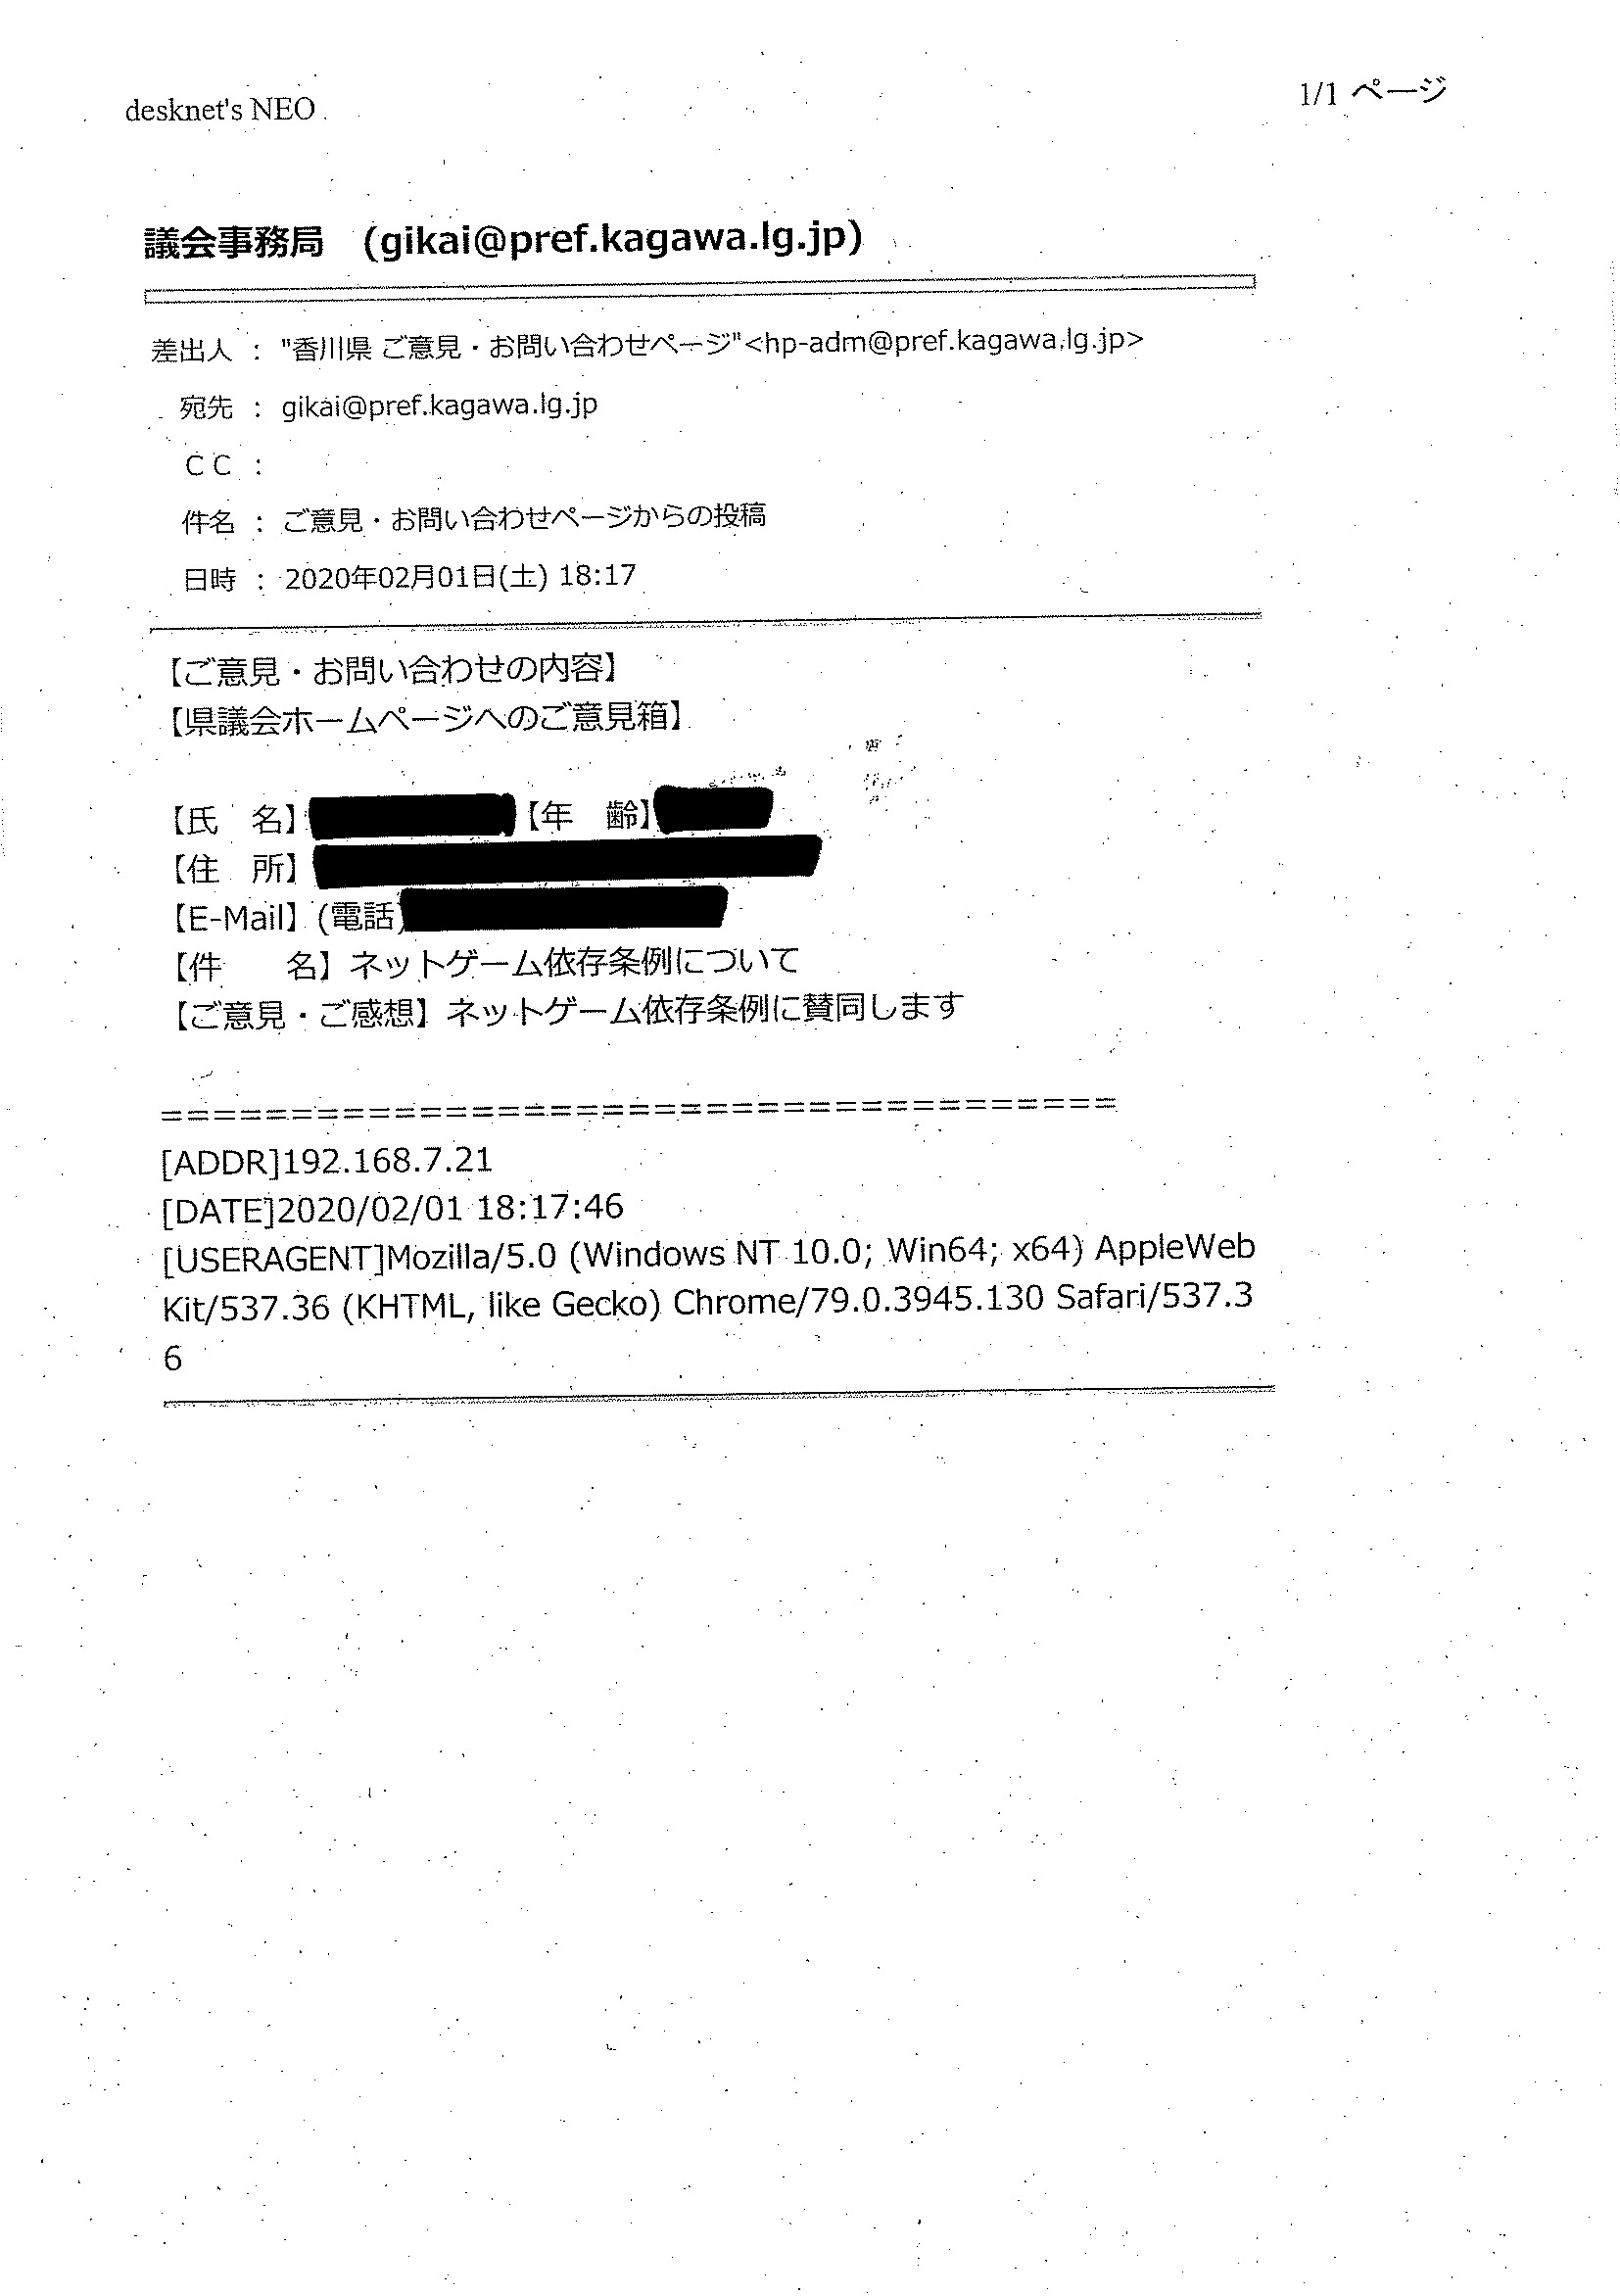 desknet's NEO
1/1 ページ
議会事務局 (gikai@pref.kagawa.lg.jp)
差出人 : "香川県 ご意見・お問い合わせページ"<hp-adm@pref.kagawa.lg.jp>
宛先 : gikai@pref.kagawa.lg.jp
CC :
件名 : ご意見・お問い合わせページからの投稿
日時 : 2020年02月01日(土) 18:17
【ご意見・お問い合わせの内容】
【県議会ホームページへのご意見箱】
【氏 名】 【年 齢】
【住 所】
【E-Mail】(電話)
【件 名】ネットゲーム依存条例について
【ご意見・ご感想】ネットゲーム依存条例に賛同します
=====================================
[ADDR]192.168.7.21
[DATE]2020/02/01 18:17:46
[USERAGENT]Mozilla/5.0 (Windows NT 10.0; Win64; x64) AppleWeb
Kit/537.36 (KHTML, like Gecko) Chrome/79.0.3945.130 Safari/537.3
6